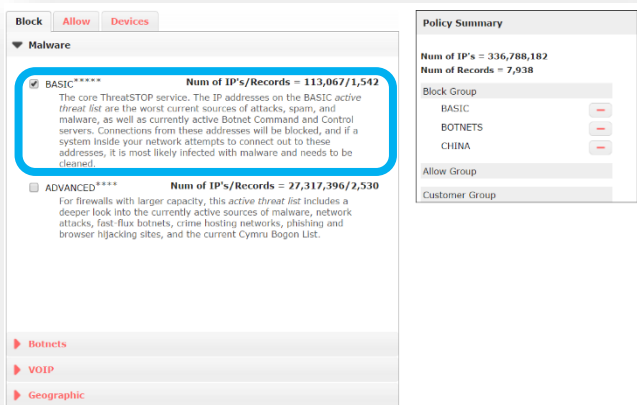 Block Allow Devices
Malware
BASIC***** Num of IP's/Records = 113,067/1,542
The core ThreatSTOP service. The IP addresses on the BASIC active
threat list are the worst current sources of attacks, spam, and
malware, as well as currently active Botnet Command and Control
servers. Connections from these addresses will be blocked, and if a
system inside your network attempts to connect out to these
addresses, it is most likely infected with malware and needs to be
cleaned.
ADVANCED**** Num of IP's/Records = 27,317,396/2,530
For firewalls with larger capacity, this active threat list includes a
deeper look into the currently active sources of malware, network
attacks, fast-flux botnets, crime hosting networks, phishing and
browser hijacking sites, and the current Cymru Bogon List.
Botnets
VOIP
Geographic
Policy Summary
Num of IP's = 336,788,182
Num of Records = 7,938
Block Group
BASIC
BOTNETS
CHINA
Allow Group
Customer Group